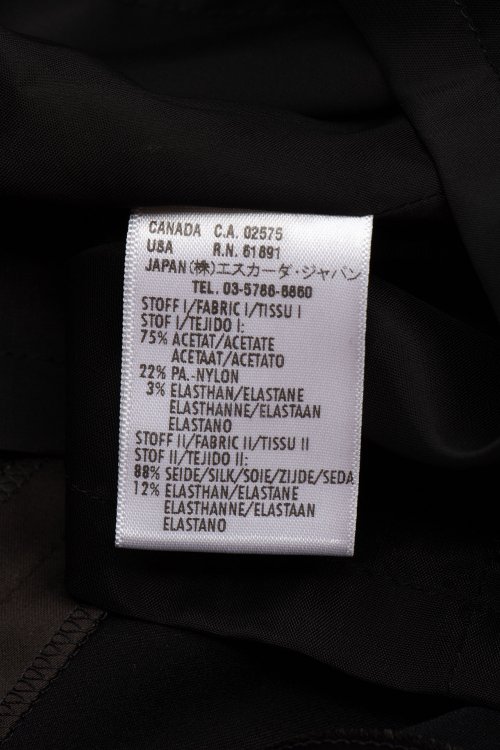 CANADA C.A. 02575
USA R.N. 61891
JAPAN (株)エスカーダ・ジャパン
TEL. 03-5786-6860
STOFF I/FABRIC I/TISSU I
STOF I/TEJIDO I:
75% ACETAT/ACETATE
ACETAAT/ACETATO
22% PA.-NYLON
3% ELASTHAN/ELASTANE
ELASTHANNE/ELASTAAN
ELASTANO
STOFF II/FABRIC II/TISSU II
STOF II/TEJIDO II:
88% SEIDE/SILK/SOIE/ZIJDE/SEDA
12% ELASTHAN/ELASTANE
ELASTHANNE/ELASTAAN
ELASTANO